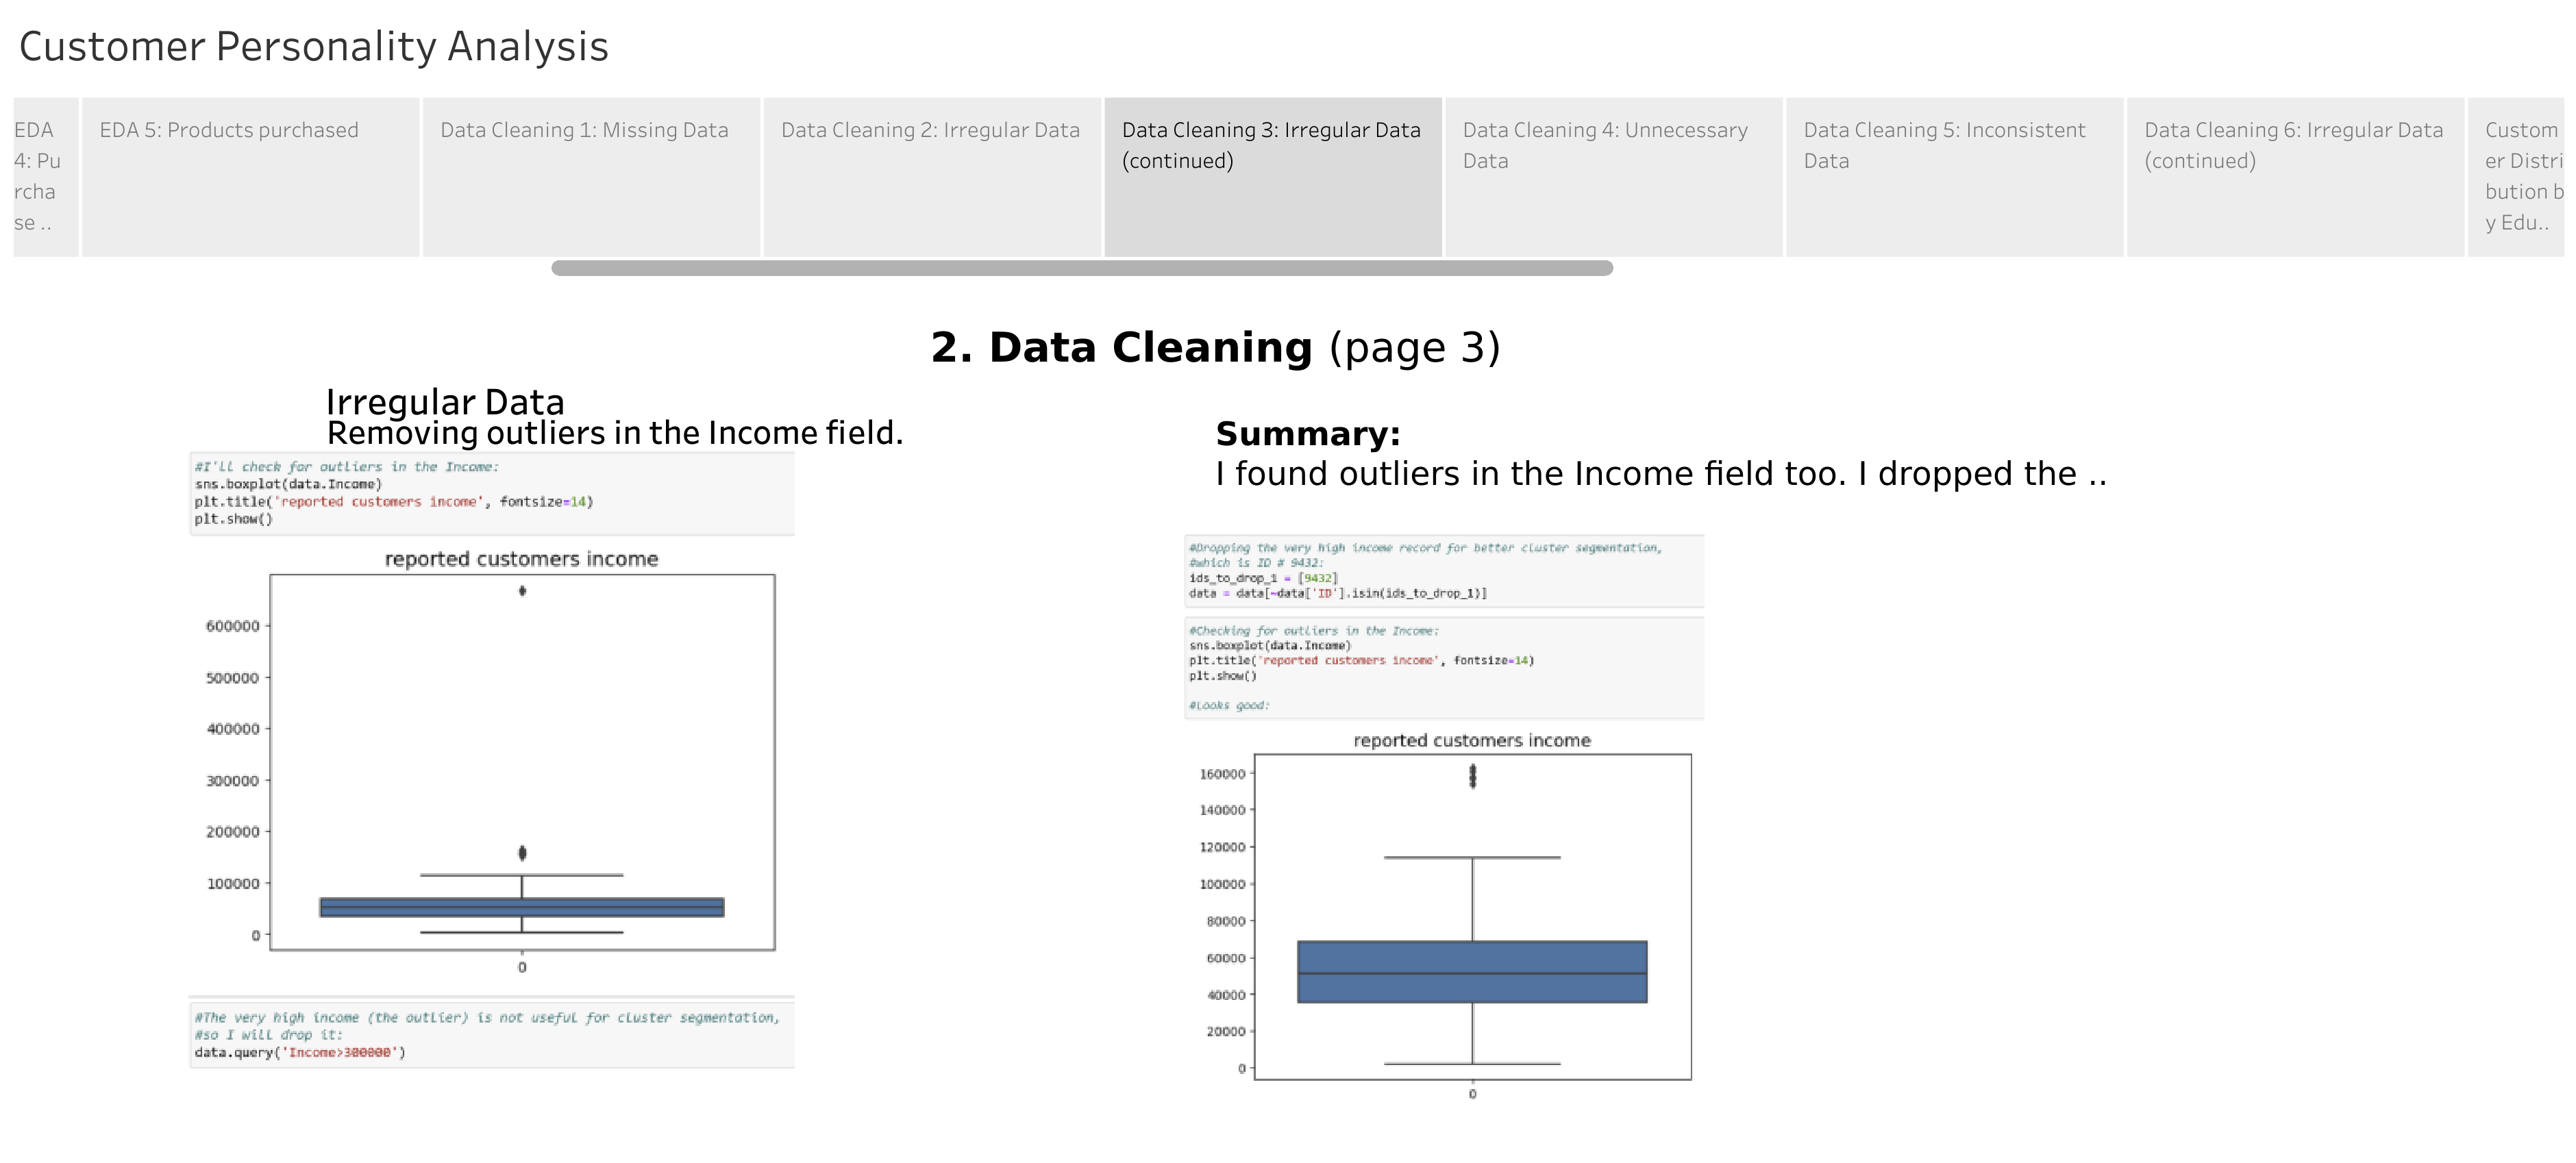 Customer Personality Analysis
EDA
4: Pu
rcha
se ..
EDA 5: Products purchased
Data Cleaning 1: Missing Data
Data Cleaning 2: Irregular Data
Data Cleaning 3: Irregular Data
(continued)
Data Cleaning 4: Unnecessary
Data
Data Cleaning 5: Inconsistent
Data
Data Cleaning 6: Irregular Data
(continued)
Custom
er Distri
bution b
y Edu..
2. Data Cleaning (page 3)
Irregular Data
Removing outliers in the Income field.
#I'll check for outliers in the Income:
sns.boxplot(data.Income)
plt.title('reported customers income', fontsize=14)
plt.show()
reported customers income
600000
500000
400000
300000
200000
100000
0
0
#The very high income (the outlier) is not useful for cluster segmentation,
#so I will drop it:
data.query('Income>300000')
Summary:
I found outliers in the Income field too. I dropped the ..
#Dropping the very high income record for better cluster segmentation,
#which is ID # 9432:
ids_to_drop_1 = [9432]
data = data[~data['ID'].isin(ids_to_drop_1)]
#Checking for outliers in the Income:
sns.boxplot(data.Income)
plt.title('reported customers income', fontsize=14)
plt.show()
#Looks good:
reported customers income
160000
140000
120000
100000
80000
60000
40000
20000
0
0